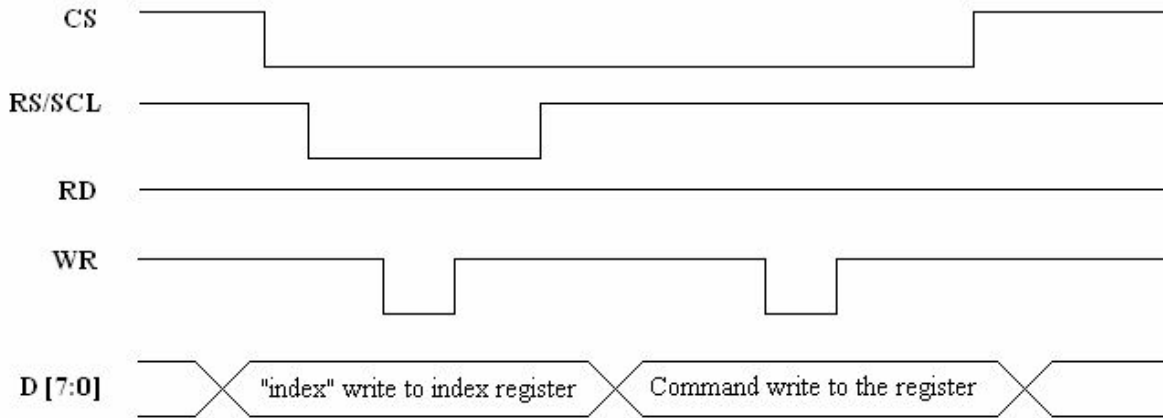 CS
RS/SCL
RD
WR
D [7:0]
"index" write to index register
Command write to the register